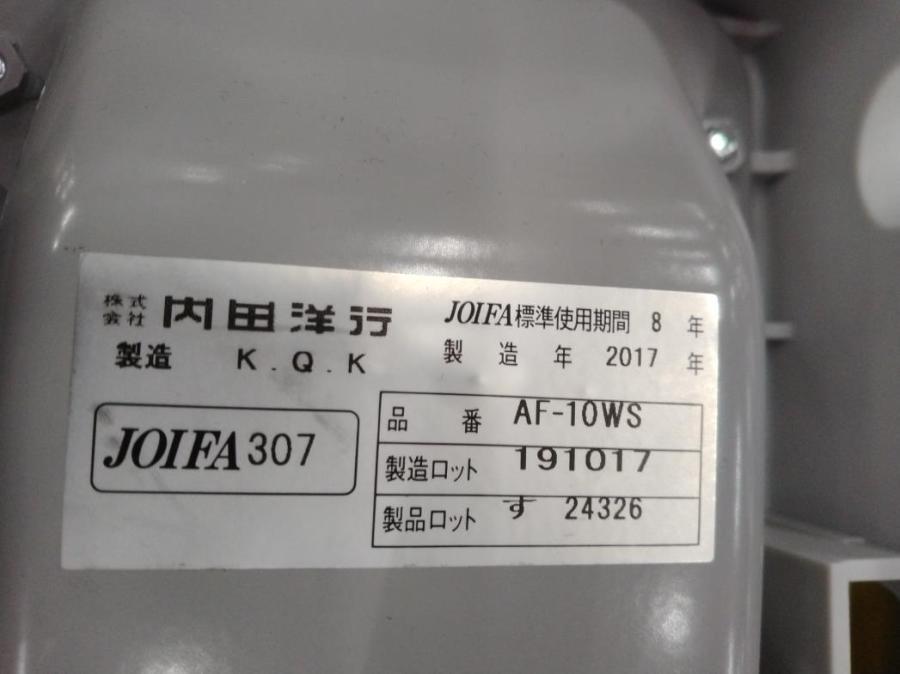 株式会社 内田洋行
JOIFA標準使用期間 8 年
製造 K.Q.K
製造年 2017 年
JOIFA307
品番 AF-10WS
製造ロット 191017
製品ロット す 24326